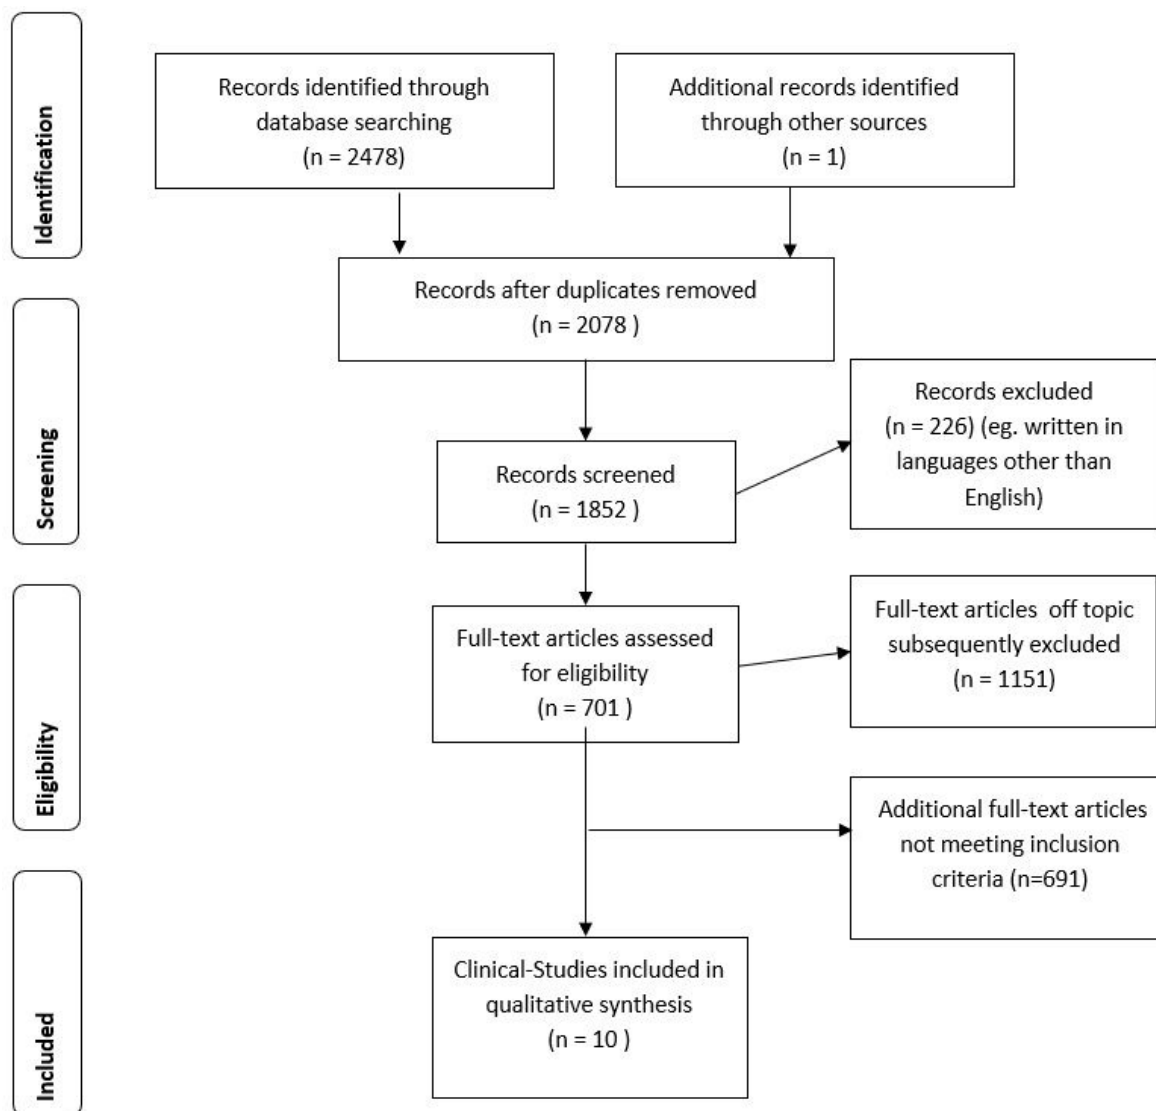 Identification
Records identified through
database searching
(n = 2478)
Additional records identified
through other sources
(n = 1)
Records after duplicates removed
(n = 2078 )
Screening
Records screened
(n = 1852 )
Records excluded
(n = 226) (eg. written in
languages other than
English)
Eligibility
Full-text articles assessed
for eligibility
(n = 701 )
Full-text articles  off topic
subsequently excluded
(n = 1151)
Additional full-text articles
not meeting inclusion
criteria (n=691)
Included
Clinical-Studies included in
qualitative synthesis
(n = 10 )